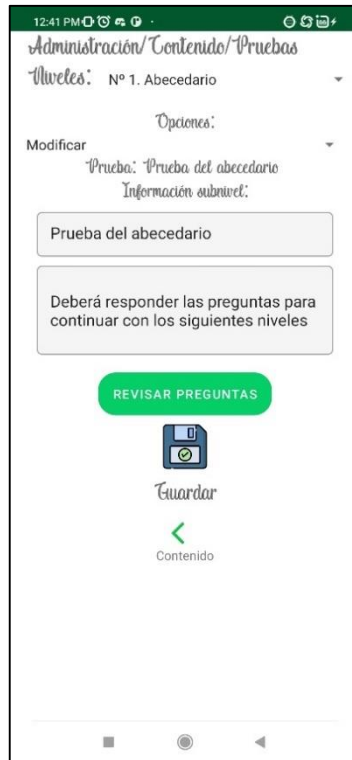 12:41 PM
Administración/Contenido/Pruebas
Niveles: Nº 1. Abecedario
Opciones:
Modificar
Prueba: Prueba del abecedario
Información subnivel:
Prueba del abecedario
Deberá responder las preguntas para
continuar con los siguientes niveles
REVISAR PREGUNTAS
Guardar
Contenido